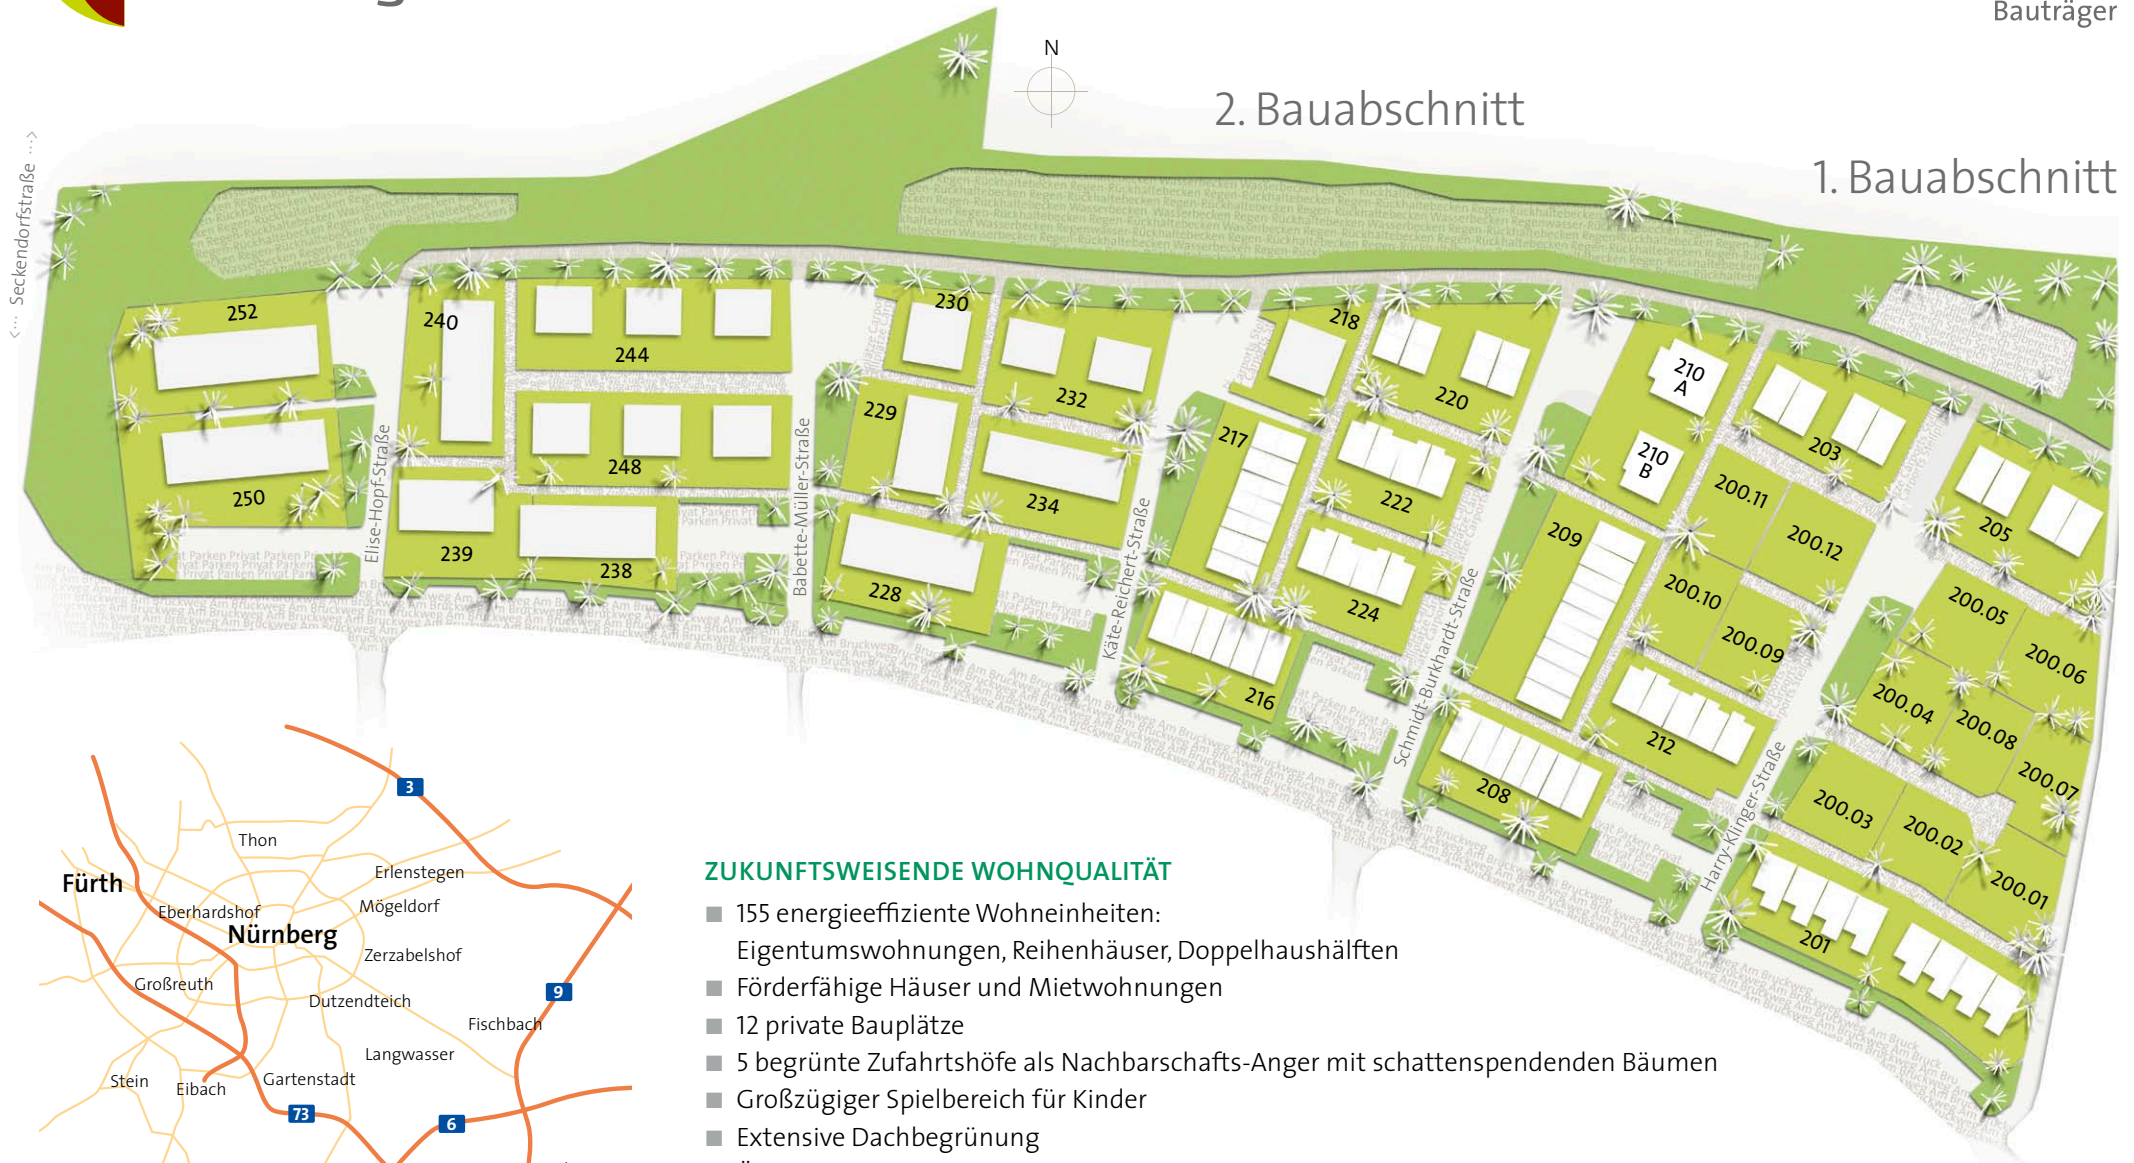 Bauträger
N
2. Bauabschnitt
1. Bauabschnitt
<··· Seckendorfstraße ···>
252
240
244
230
218
232
220
210
A
203
250
248
229
217
210
B
205
239
238
234
222
209
200.11
200.12
228
224
200.10
200.09
200.05
200.06
216
212
200.04
200.08
200.07
208
200.03
200.02
200.01
201
Elise-Hopf-Straße
Babette-Müller-Straße
Käte-Reichert-Straße
Schmidt-Burkhardt-Straße
Harry-Klinger-Straße
Regen-Rückhaltebecken
Privat Parken
Am Bruckweg
3
Thon
Erlenstegen
Fürth
Eberhardshof
Mögeldorf
Nürnberg
Zerzabelshof
Großreuth
Dutzendteich
9
Fischbach
Langwasser
Stein
Eibach
Gartenstadt
73
6
ZUKUNFTSWEISENDE WOHNQUALITÄT
■ 155 energieeffiziente Wohneinheiten:
Eigentumswohnungen, Reihenhäuser, Doppelhaushälften
■ Förderfähige Häuser und Mietwohnungen
■ 12 private Bauplätze
■ 5 begrünte Zufahrtshöfe als Nachbarschafts-Anger mit schattenspendenden Bäumen
■ Großzügiger Spielbereich für Kinder
■ Extensive Dachbegrünung